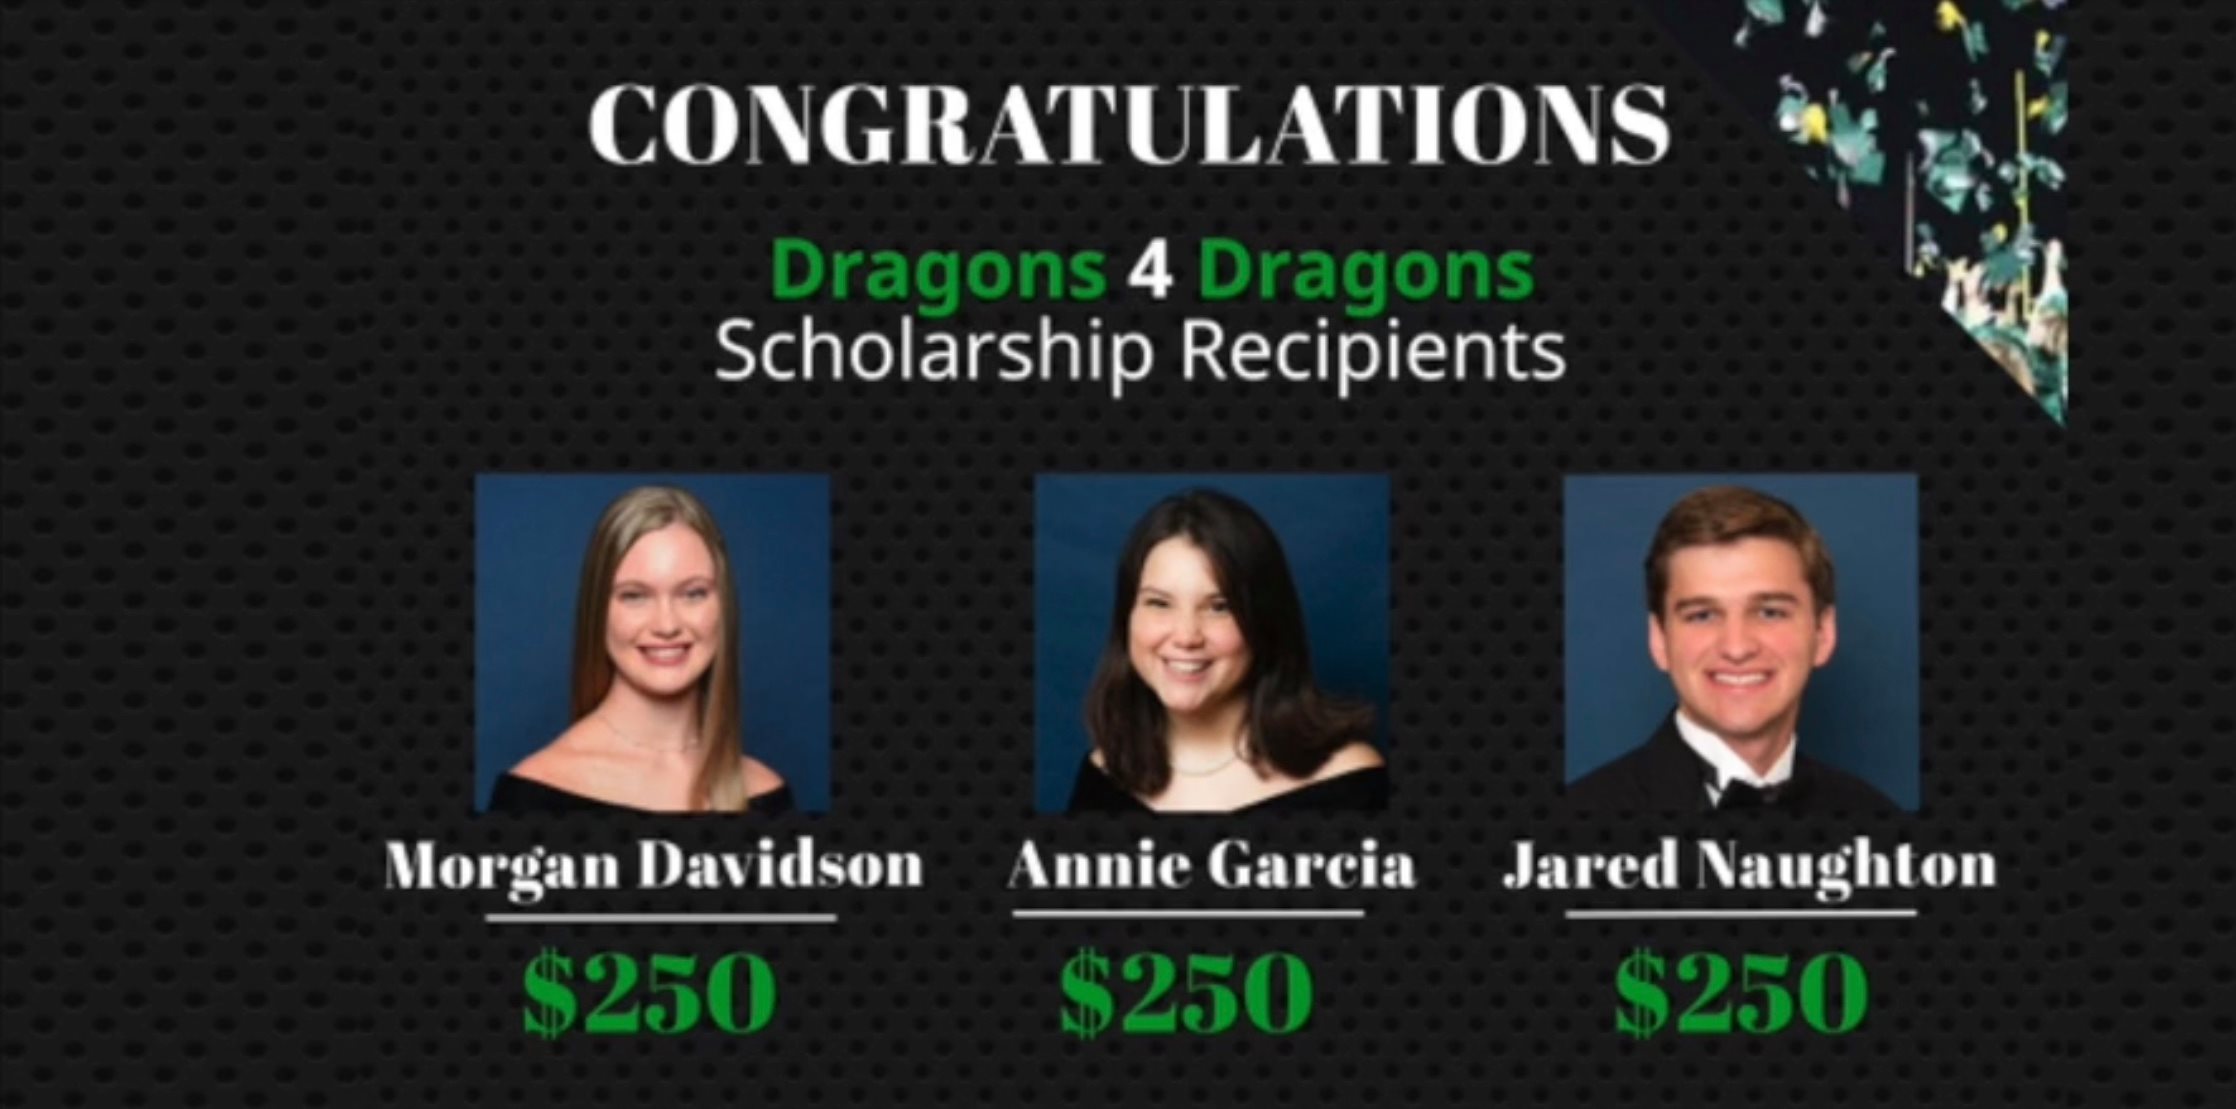 CONGRATULATIONS
Dragons 4 Dragons
Scholarship Recipients
Morgan Davidson
Annie Garcia
Jared Naughton
$250
$250
$250